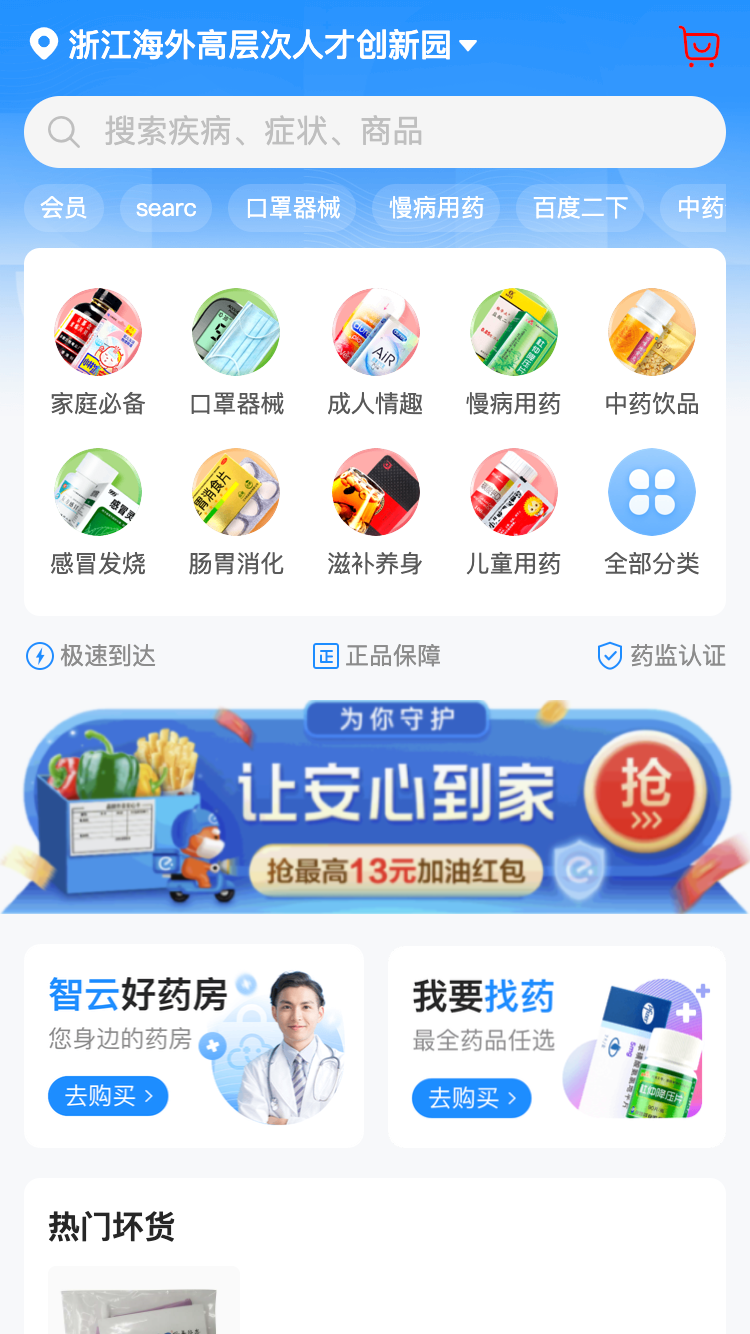 浙江海外高层次人才创新园
搜索疾病、症状、商品
会员 searc 口罩器械 慢病用药 百度二下 中药
家庭必备 口罩器械 成人情趣 慢病用药 中药饮品
感冒发烧 肠胃消化 滋补养身 儿童用药 全部分类
极速到达 正品保障 药监认证
为你守护
让安心到家
抢
抢最高13元加油红包
智云好药房
您身边的药房
去购买
我要找药
最全药品任选
去购买
热门坏货